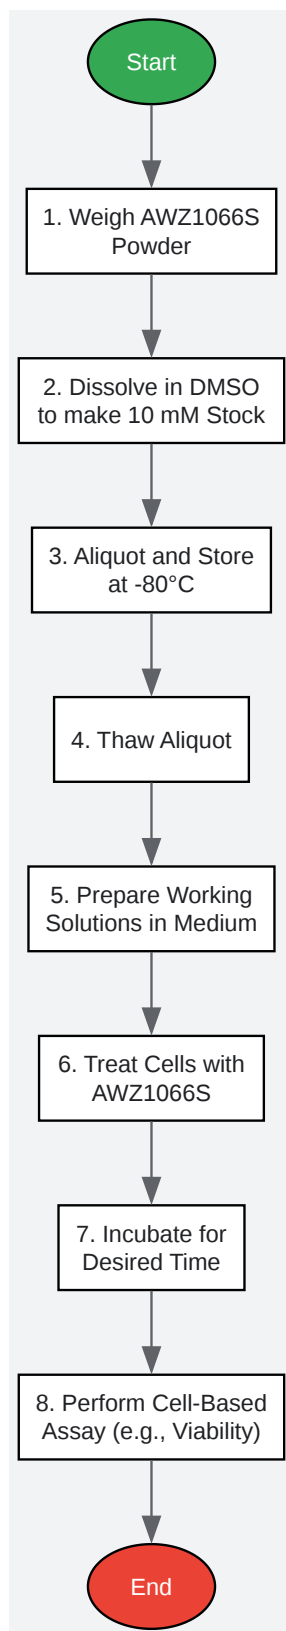 Start
1. Weigh AWZ1066S
Powder
2. Dissolve in DMSO
to make 10 mM Stock
3. Aliquot and Store
at -80°C
4. Thaw Aliquot
5. Prepare Working
Solutions in Medium
6. Treat Cells with
AWZ1066S
7. Incubate for
Desired Time
8. Perform Cell-Based
Assay (e.g., Viability)
End